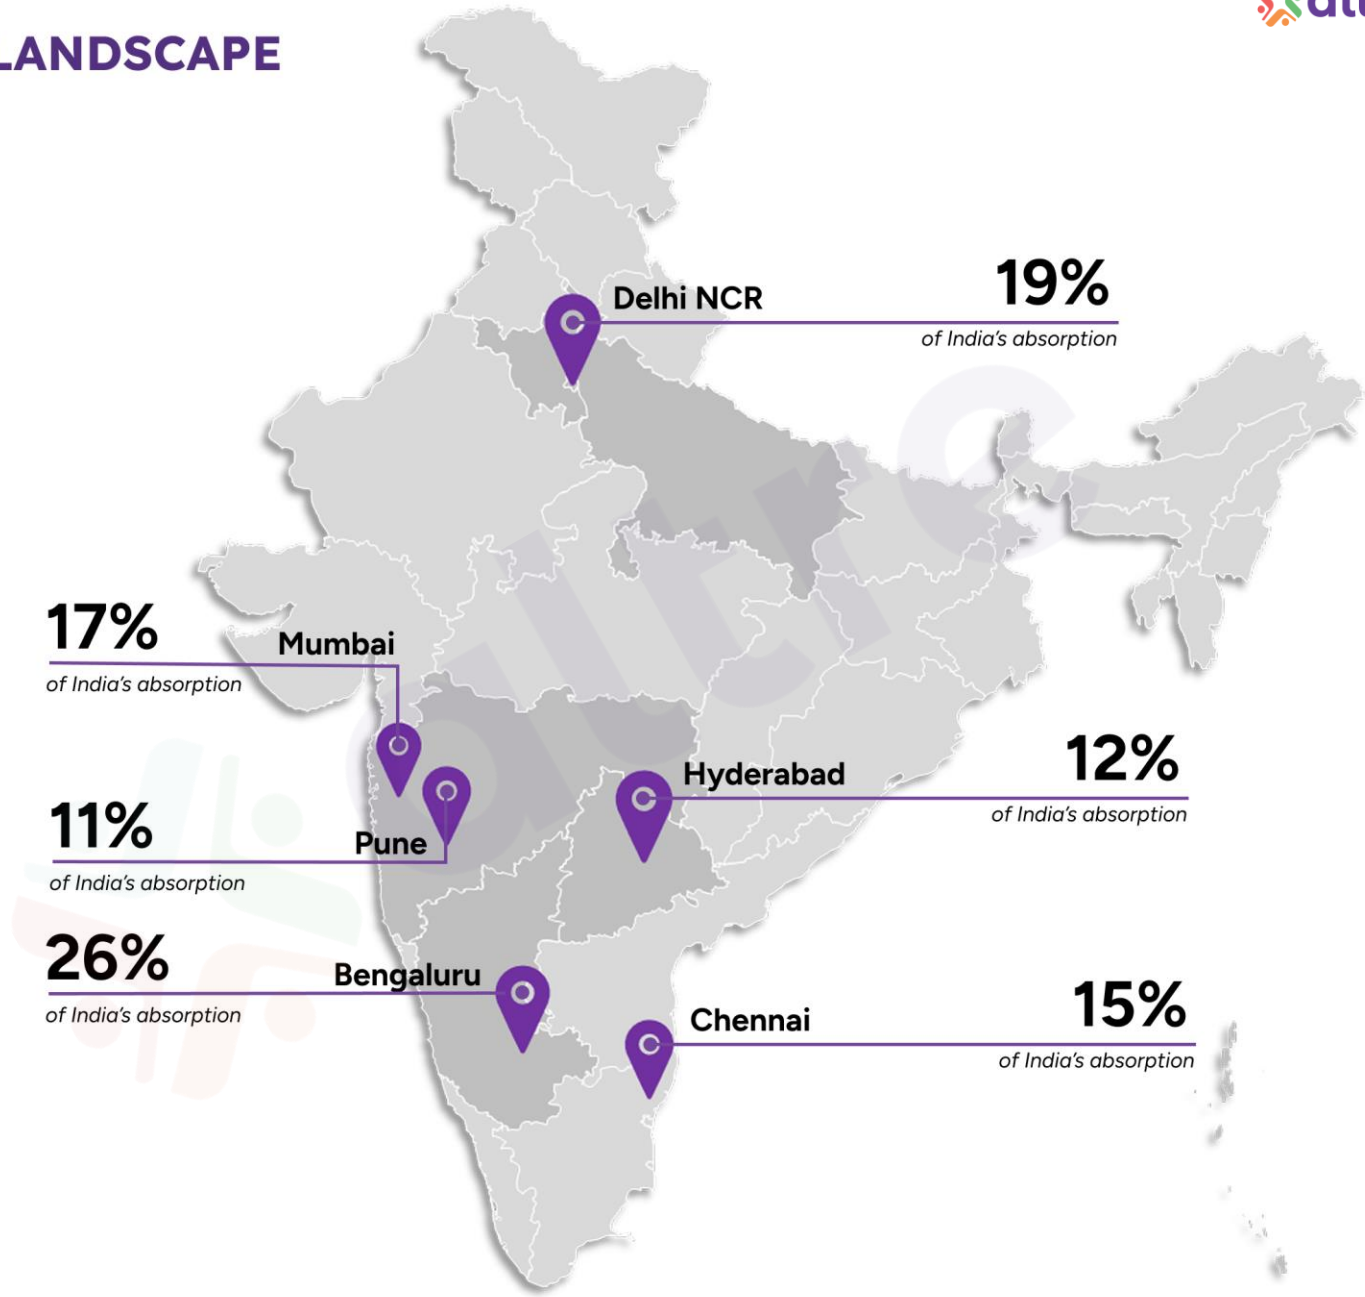 LANDSCAPE
Delhi NCR
19%
of India's absorption
17%
Mumbai
of India's absorption
Hyderabad
12%
of India's absorption
11%
Pune
of India's absorption
26%
Bengaluru
of India's absorption
Chennai
15%
of India's absorption
altre